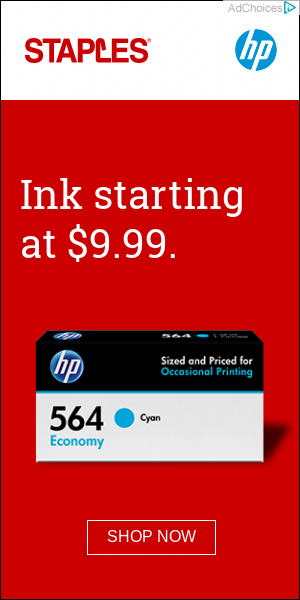 AdChoices
STAPLES
hp
Ink starting
at $9.99.
564
hp
Sized and Priced for
Occasional Printing
564
Cyan
Economy
SHOP NOW